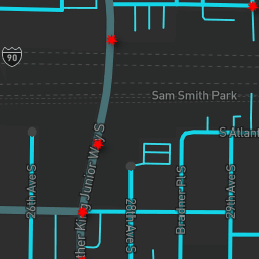 90
Sam Smith Park
S Atlant
26th Ave S
ther King Junior Way S
28th Ave S
Bradner Pl S
29th Ave S